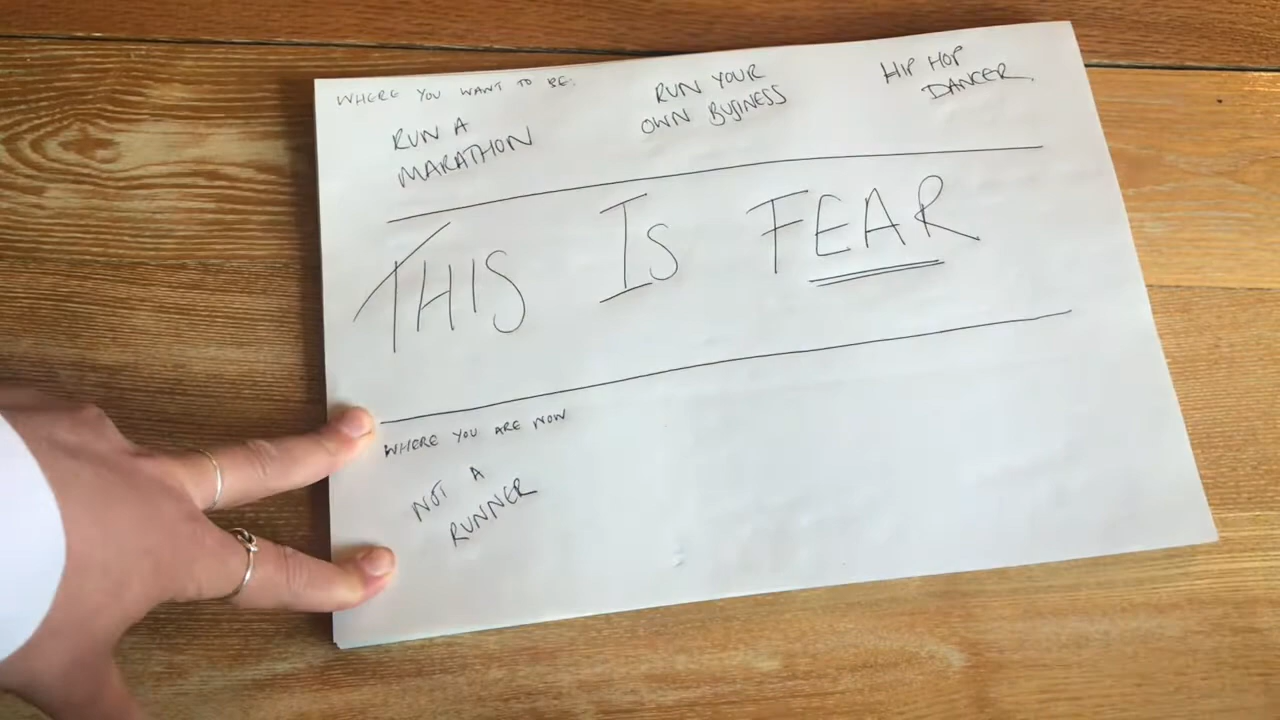 WHERE YOU WANT TO BE:
RUN A
MARATHON
RUN YOUR
OWN BUSINESS
HIP HOP
DANCER.
THIS IS FEAR
WHERE YOU ARE NOW
NOT A
RUNNER